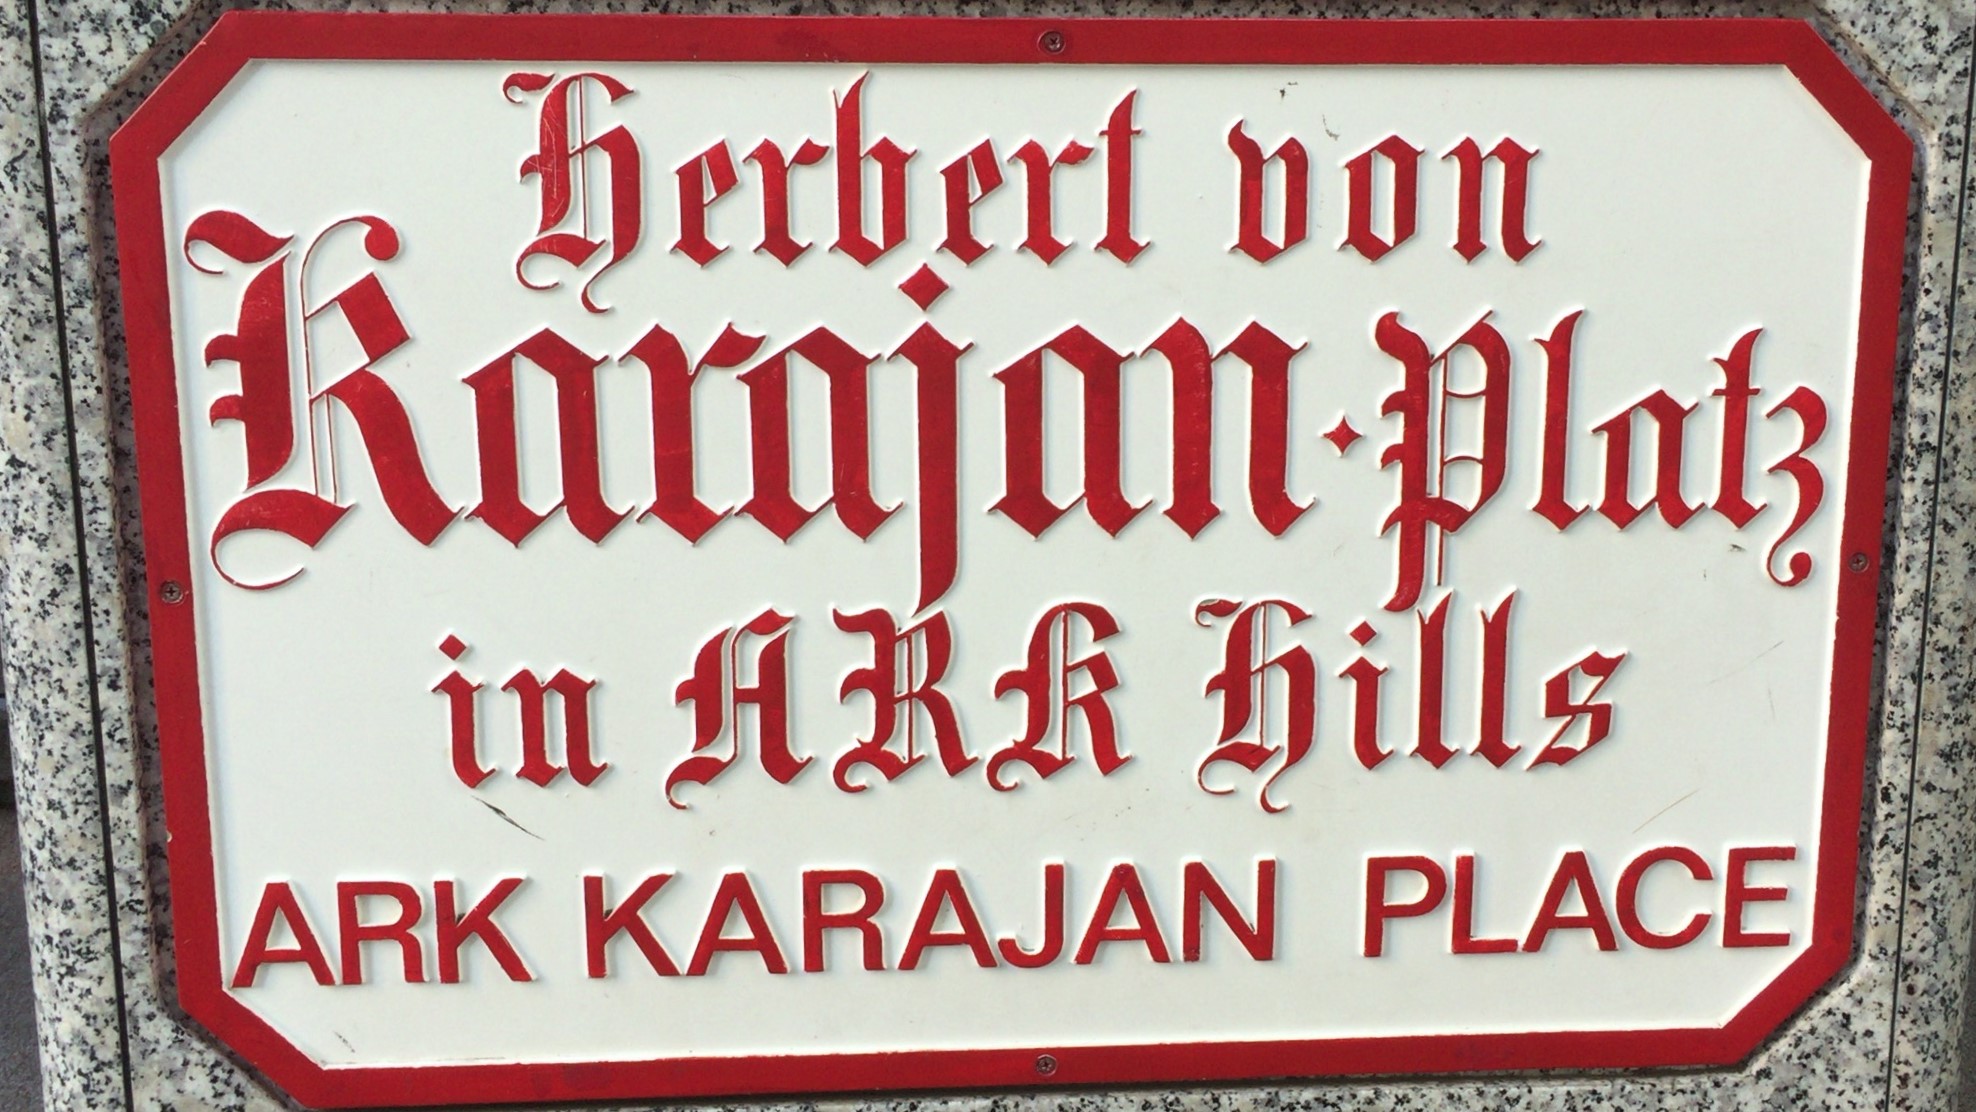 Herbert von
Karajan·Platz
in ARK Hills
ARK KARAJAN PLACE